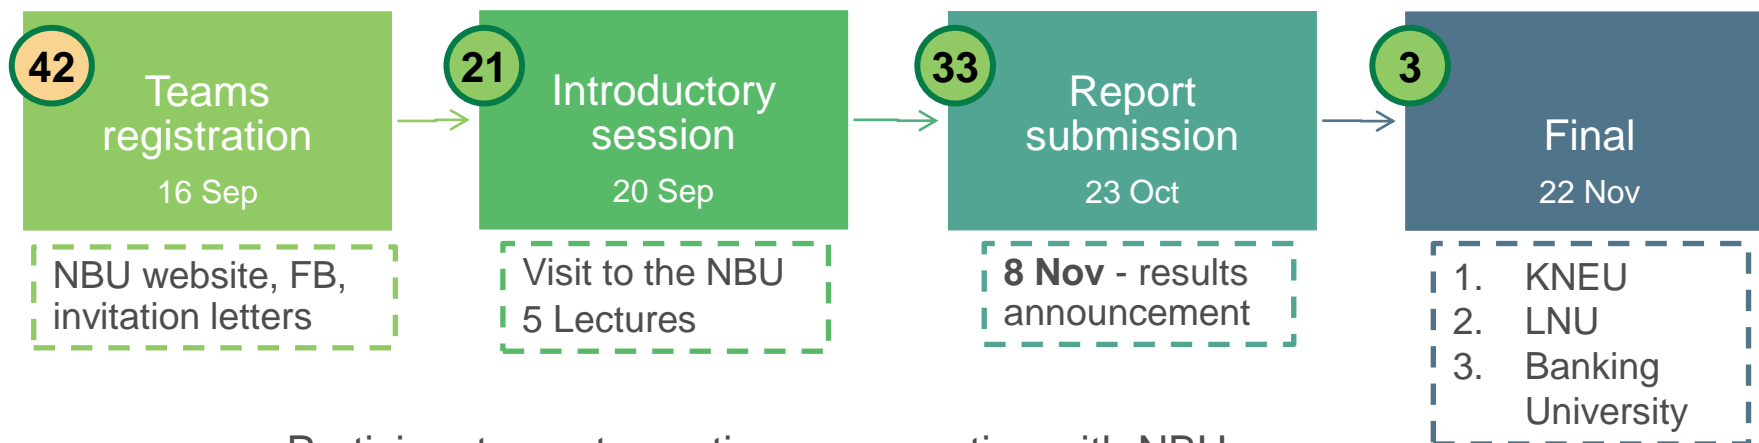 42
Teams
registration
16 Sep
NBU website, FB,
invitation letters
21
Introductory
session
20 Sep
Visit to the NBU
5 Lectures
33
Report
submission
23 Oct
8 Nov - results
announcement
3
Final
22 Nov
1. KNEU
2. LNU
3. Banking
University